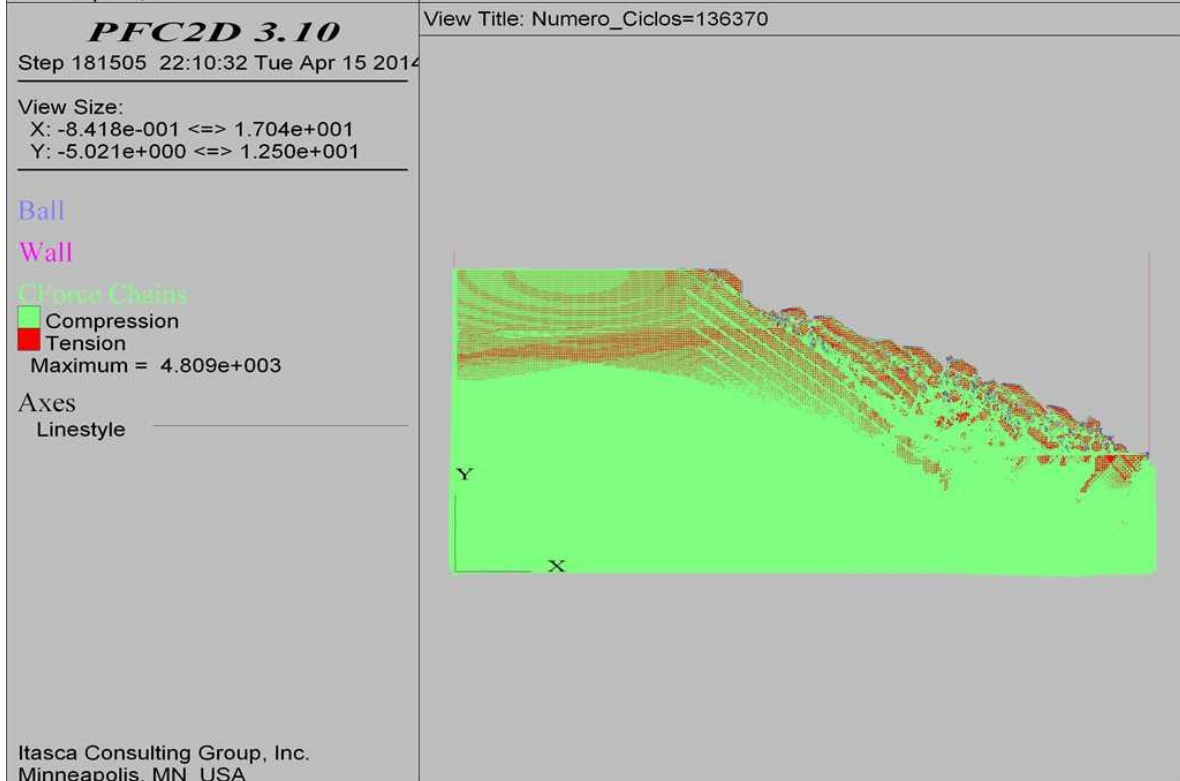 PFC2D 3.10
Step 181505 22:10:32 Tue Apr 15 2014
View Size:
X: -8.418e-001 <=> 1.704e+001
Y: -5.021e+000 <=> 1.250e+001
Ball
Wall
CForce Chains
Compression
Tension
Maximum = 4.809e+003
Axes
Linestyle
Itasca Consulting Group, Inc.
Minneapolis, MN USA
View Title: Numero_Ciclos=136370
Y
X